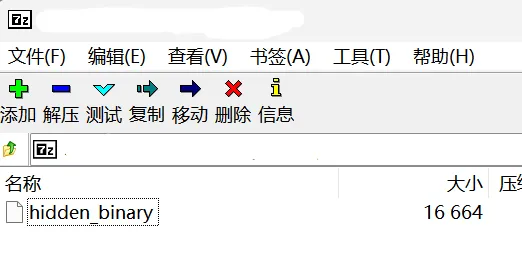 7z
文件(F) 编辑(E) 查看(V) 书签(A) 工具(T) 帮助(H)
添加 解压 测试 复制 移动 删除 信息
7z
名称 大小 压缩
hidden_binary 16 664